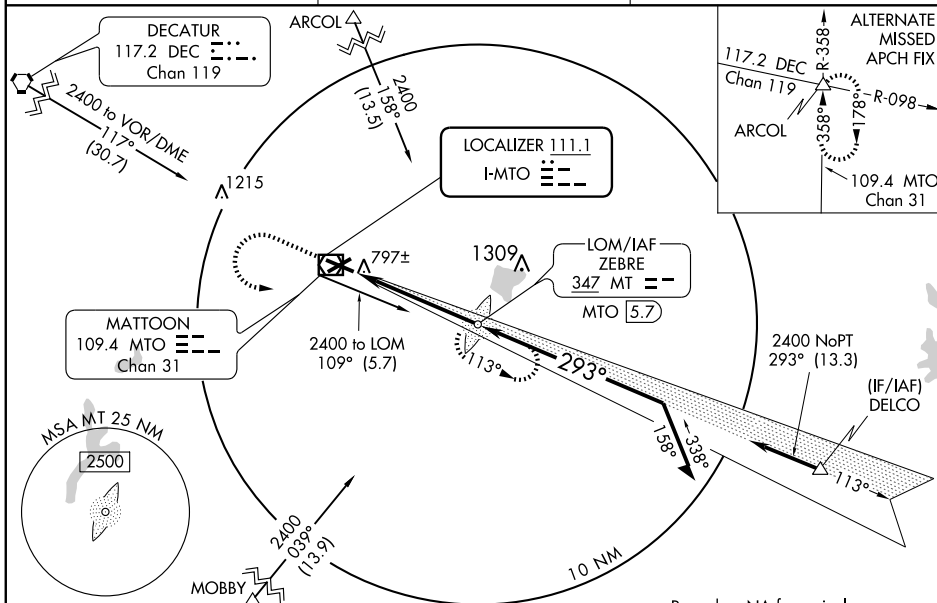 DECATUR
117.2 DEC
Chan 119
2400 to VOR/DME
117°
(30.7)
ARCOL
2400
158°
(13.5)
ALTERNATE
MISSED
APCH FIX
117.2 DEC
Chan 119
R-358
R-098
ARCOL
358°
178°
109.4 MTO
Chan 31
LOCALIZER 111.1
I-MTO
1215
797±
1309
LOM/IAF
ZEBRE
347 MT
MTO 5.7
MATTOON
109.4 MTO
Chan 31
2400 to LOM
109° (5.7)
113°
293°
2400 NoPT
293° (13.3)
(IF/IAF)
DELCO
158°
338°
113°
MSA MT 25 NM
2500
2400
039°
(13.9)
MOBBY
10 NM